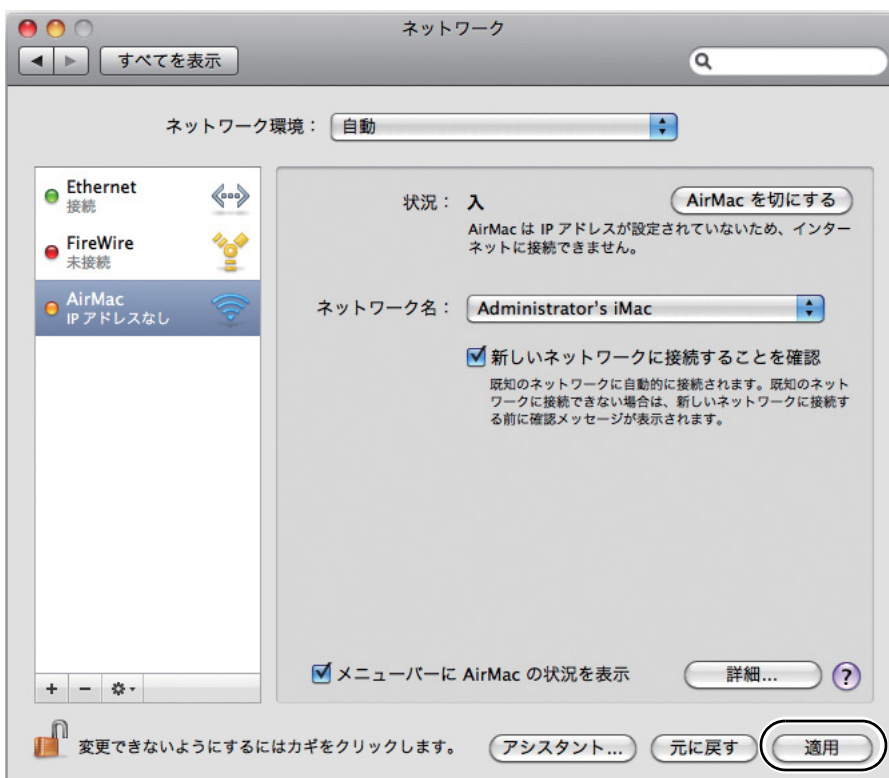 ネットワーク
すべてを表示
ネットワーク環境： 自動
Ethernet
接続
FireWire
未接続
AirMac
IP アドレスなし
状況： 入
AirMac を切にする
AirMac は IP アドレスが設定されていないため、インター
ネットに接続できません。
ネットワーク名： Administrator's iMac
新しいネットワークに接続することを確認
既知のネットワークに自動的に接続されます。既知のネット
ワークに接続できない場合は、新しいネットワークに接続す
る前に確認メッセージが表示されます。
メニューバーに AirMac の状況を表示
詳細...
?
変更できないようにするにはカギをクリックします。
アシスタント...
元に戻す
適用